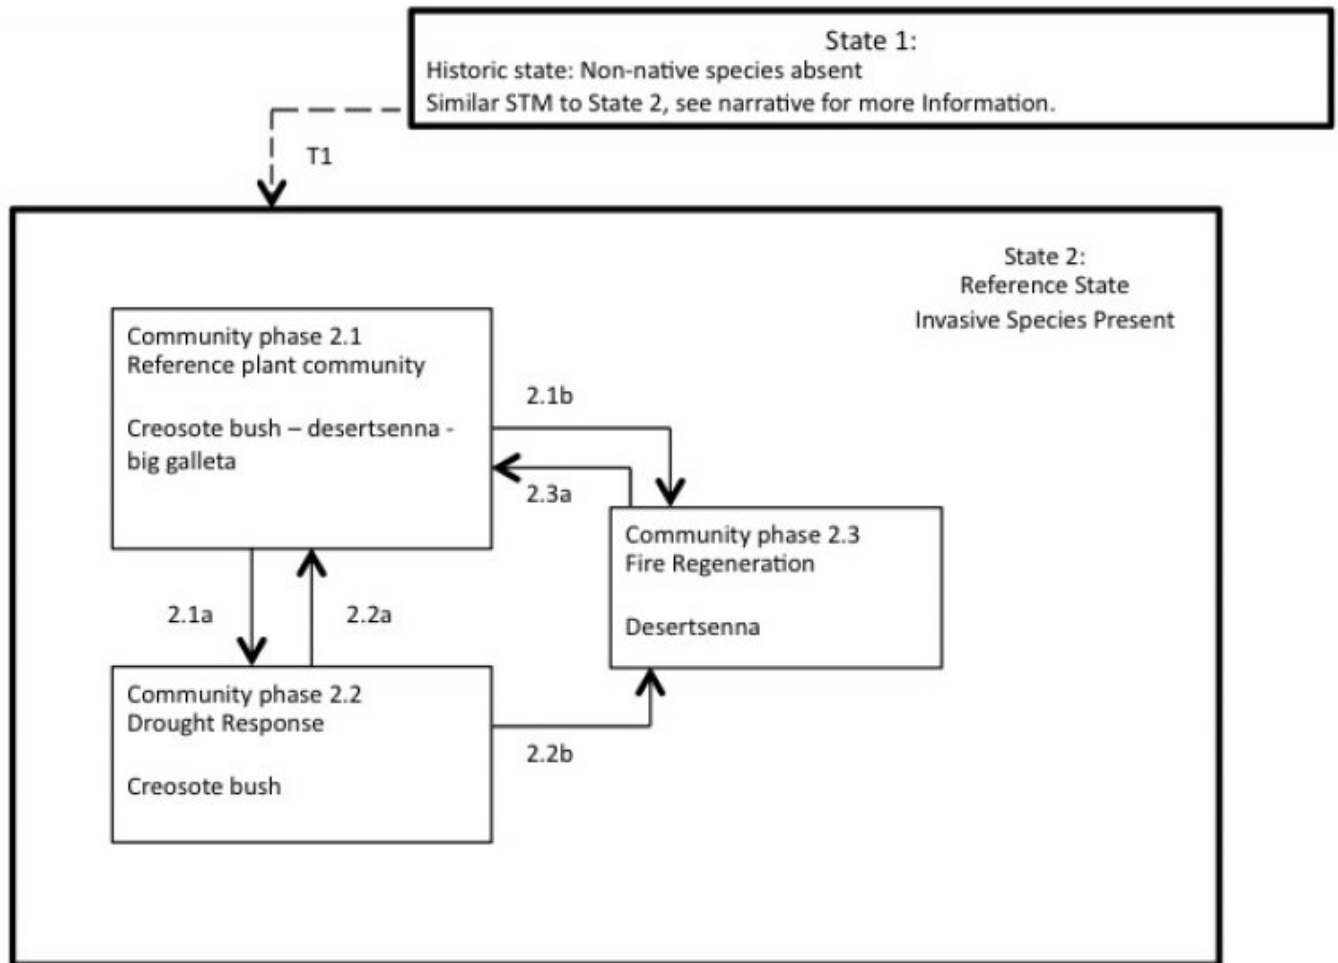 State 1:
Historic state: Non-native species absent
Similar STM to State 2, see narrative for more Information.
T1
State 2:
Reference State
Invasive Species Present
Community phase 2.1
Reference plant community
Creosote bush – desertsenna -
big galleta
2.1b
2.3a
Community phase 2.3
Fire Regeneration
Desertsenna
2.1a
2.2a
Community phase 2.2
Drought Response
Creosote bush
2.2b